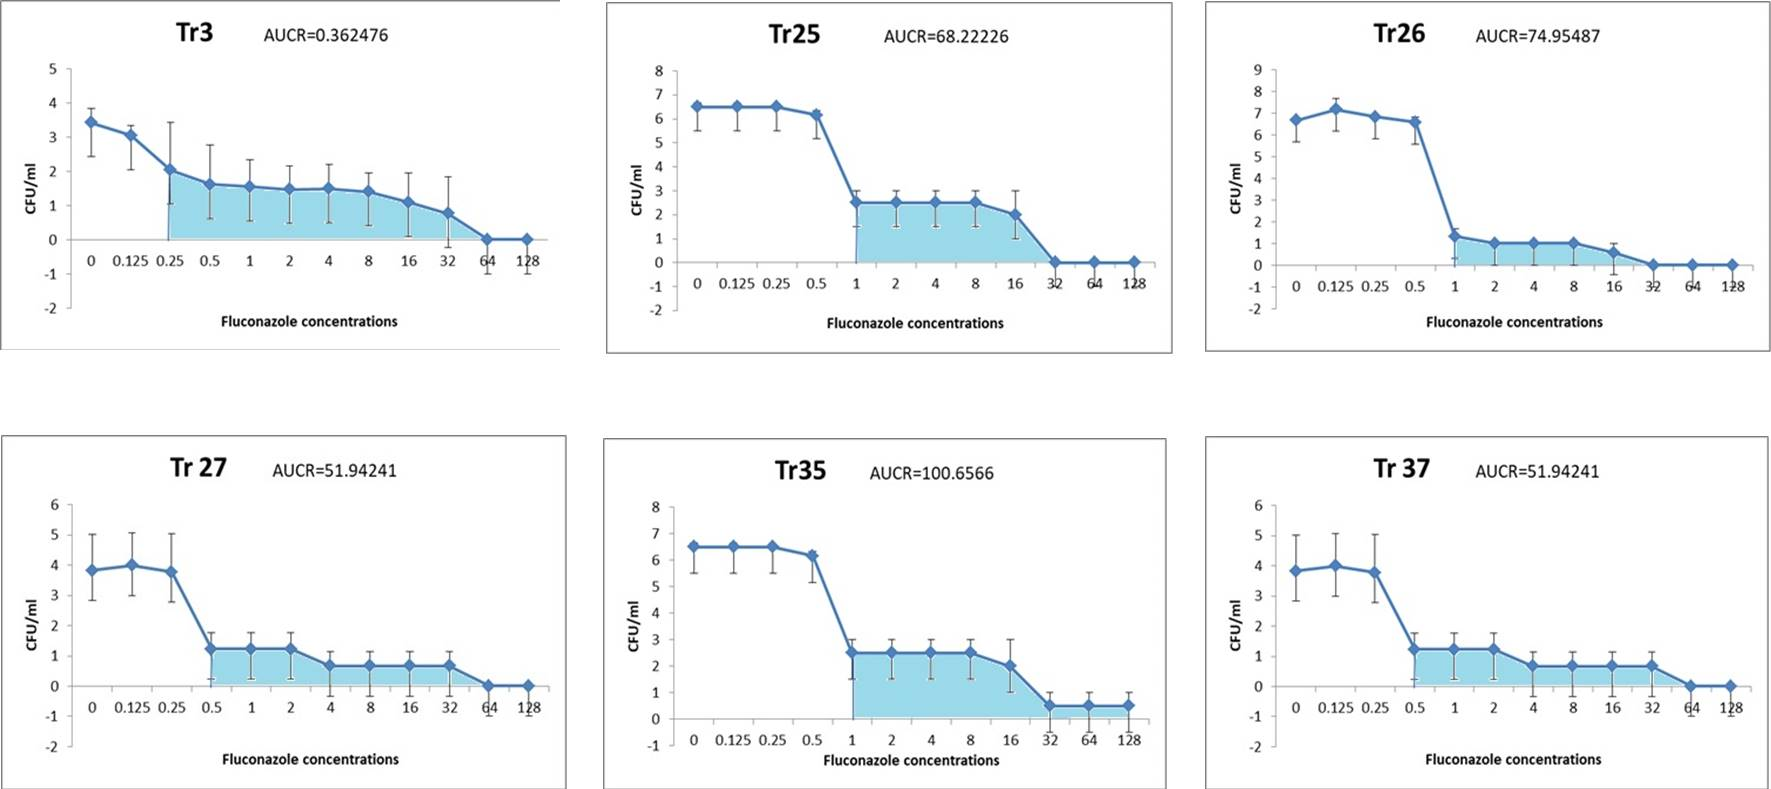 Tr3 AUCR=0.362476
5
4
3
2
1
0
-1
-2
CFU/ml
0 0.125 0.25 0.5 1 2 4 8 16 32 64 128
Fluconazole concentrations
Tr25 AUCR=68.22226
8
7
6
5
4
3
2
1
0
-1
-2
CFU/ml
0 0.125 0.25 0.5 1 2 4 8 16 32 64 128
Fluconazole concentrations
Tr26 AUCR=74.95487
9
8
7
6
5
4
3
2
1
0
-1
-2
CFU/ml
0 0.125 0.25 0.5 1 2 4 8 16 32 64 128
Fluconazole concentrations
Tr 27 AUCR=51.94241
6
5
4
3
2
1
0
-1
-2
CFU/ml
0 0.125 0.25 0.5 1 2 4 8 16 32 64 128
Fluconazole concentrations
Tr35 AUCR=100.6566
8
7
6
5
4
3
2
1
0
-1
CFU/ml
0 0.125 0.25 0.5 1 2 4 8 16 32 64 128
Fluconazole concentrations
Tr 37 AUCR=51.94241
6
5
4
3
2
1
0
-1
-2
CFU/ml
0 0.125 0.25 0.5 1 2 4 8 16 32 64 128
Fluconazole concentrations